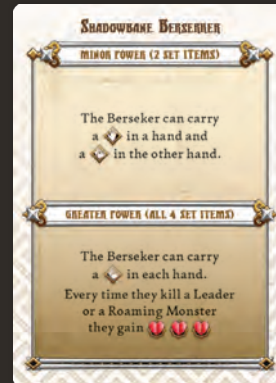 Shadowbane Berserker
MINOR POWER (2 SET ITEMS)
The Berseker can carry
a in a hand and
a in the other hand.
GREATER POWER (ALL 4 SET ITEMS)
The Berseker can carry
a in each hand.
Every time they kill a Leader
or a Roaming Monster
they gain